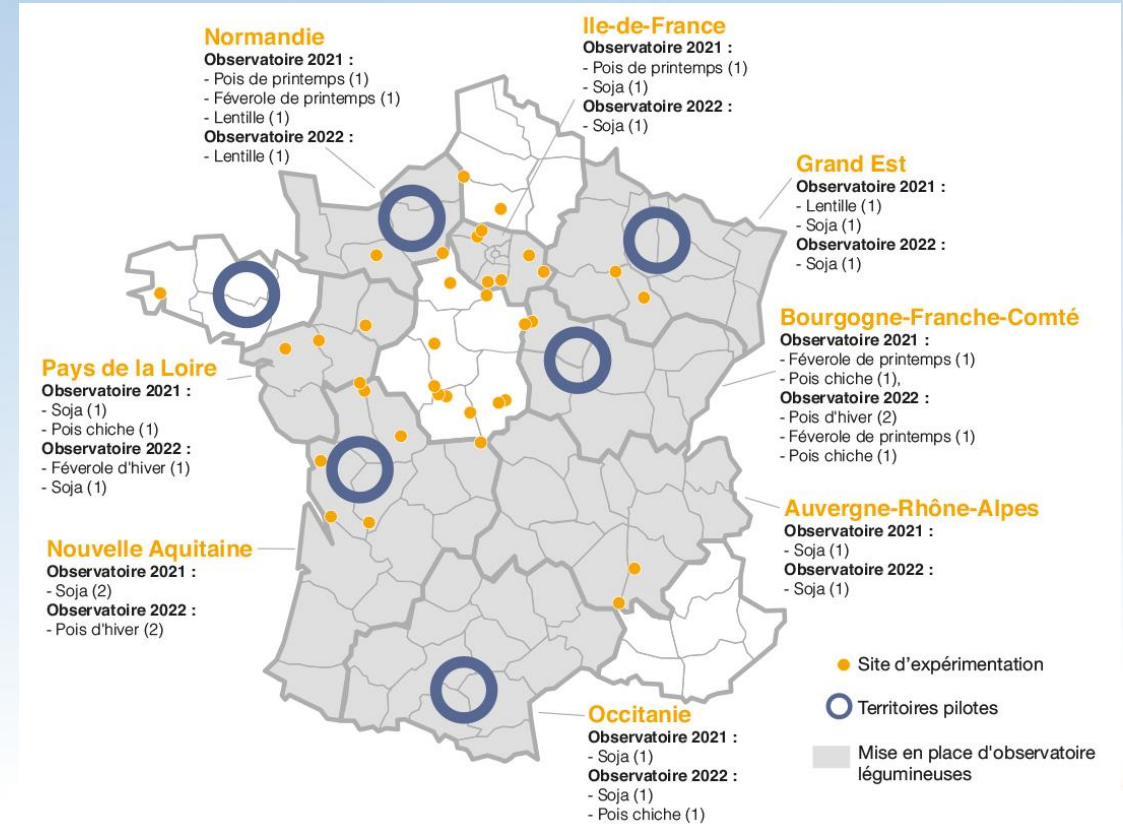 Normandie
Observatoire 2021 :
- Pois de printemps (1)
- Féverole de printemps (1)
- Lentille (1)
Observatoire 2022 :
- Lentille (1)
Ile-de-France
Observatoire 2021 :
- Pois de printemps (1)
- Soja (1)
Observatoire 2022 :
- Soja (1)
Grand Est
Observatoire 2021 :
- Lentille (1)
- Soja (1)
Observatoire 2022 :
- Soja (1)
Bourgogne-Franche-Comté
Observatoire 2021 :
- Féverole de printemps (1)
- Pois chiche (1),
Observatoire 2022 :
- Pois d'hiver (2)
- Féverole de printemps (1)
- Pois chiche (1)
Pays de la Loire
Observatoire 2021 :
- Soja (1)
- Pois chiche (1)
Observatoire 2022 :
- Féverole d'hiver (1)
- Soja (1)
Auvergne-Rhône-Alpes
Observatoire 2021 :
- Soja (1)
Observatoire 2022 :
- Soja (1)
Nouvelle Aquitaine
Observatoire 2021 :
- Soja (2)
Observatoire 2022 :
- Pois d'hiver (2)
Occitanie
Observatoire 2021 :
- Soja (1)
Observatoire 2022 :
- Soja (1)
- Pois chiche (1)
Site d'expérimentation
Territoires pilotes
Mise en place d'observatoire
légumineuses